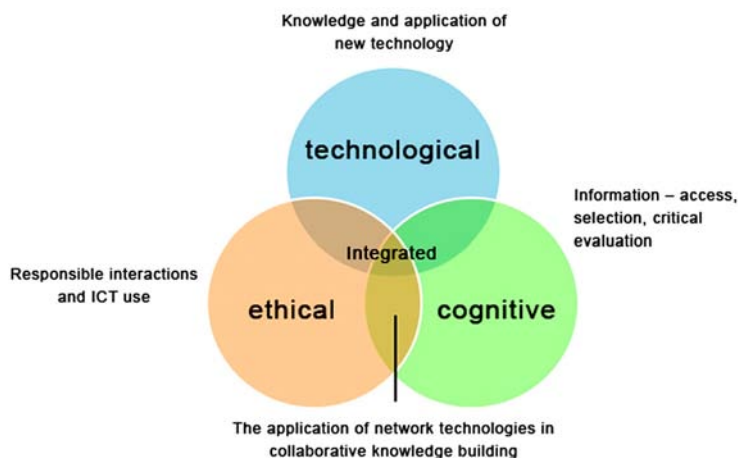 Knowledge and application of
new technology
technological
Information – access,
selection, critical
evaluation
Integrated
Responsible interactions
and ICT use
ethical
cognitive
The application of network technologies in
collaborative knowledge building